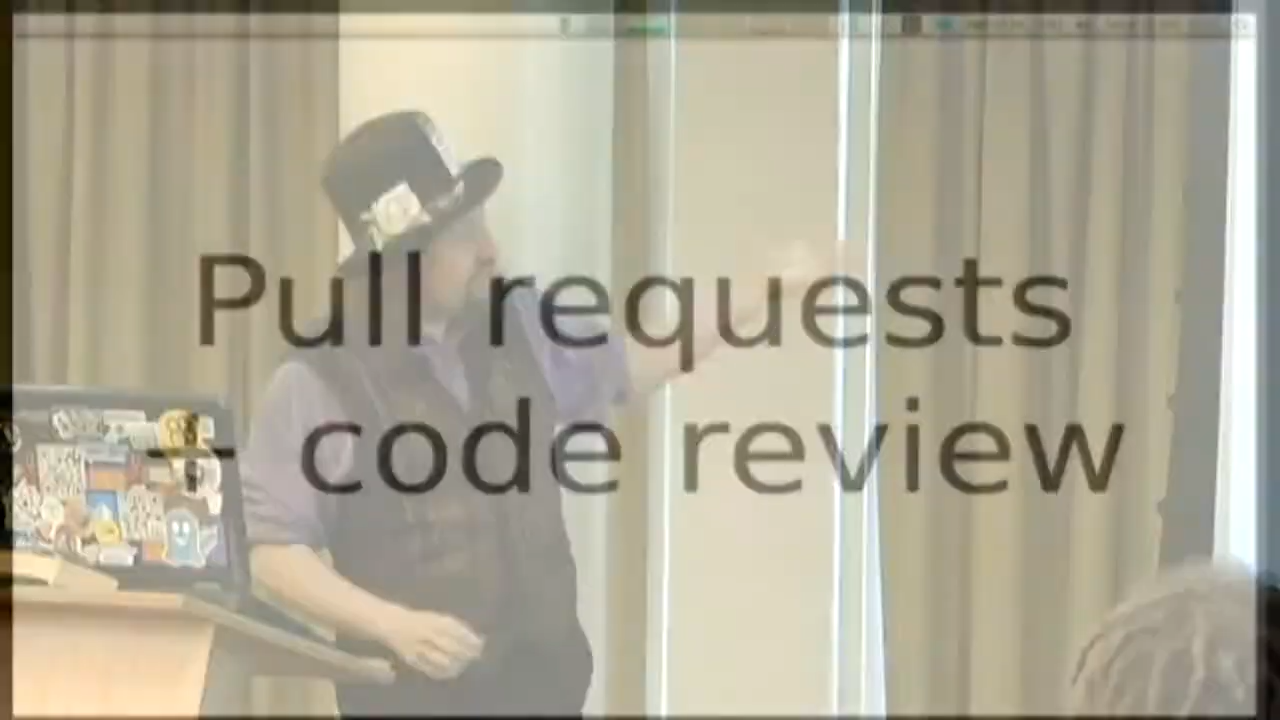 Pull requests
+ code review